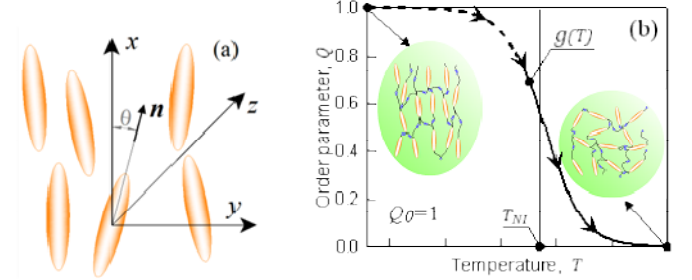 (a)
x
θ
n
z
y
(b)
Order parameter, Q
1.0
0.8
0.6
0.4
0.2
0.0
g(T)
Q0=1
TNI
Temperature, T